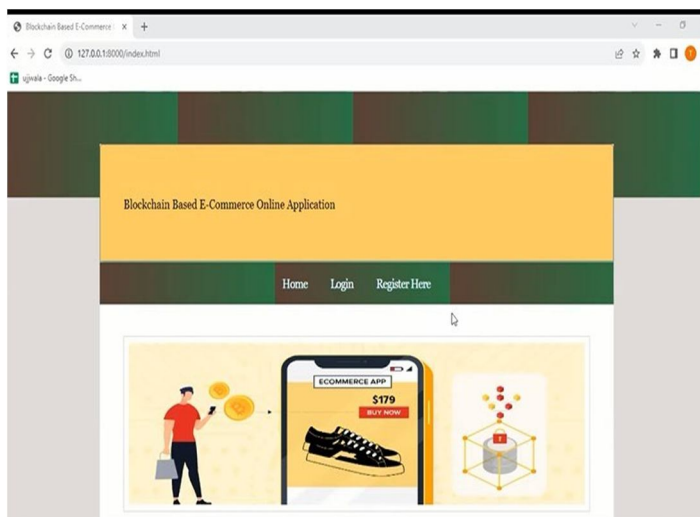 Blockchain Based E-Commerce
127.0.0.1:8000/index.html
ujjwala - Google Sh...
Blockchain Based E-Commerce Online Application
Home Login Register Here
ECOMMERCE APP
$179
BUY NOW